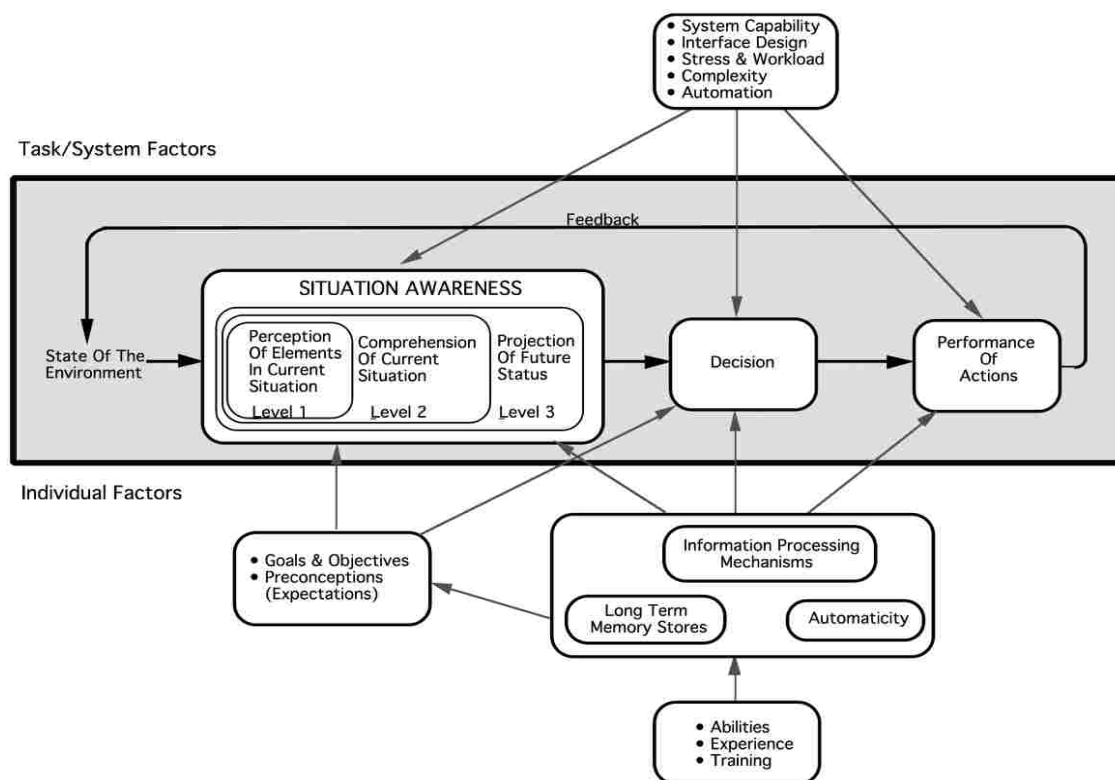 • System Capability
• Interface Design
• Stress & Workload
• Complexity
• Automation
Task/System Factors
Feedback
SITUATION AWARENESS
State Of The
Environment
Perception
Of Elements
In Current
Situation
Level 1
Comprehension
Of Current
Situation
Level 2
Projection
Of Future
Status
Level 3
Decision
Performance
Of
Actions
Individual Factors
• Goals & Objectives
• Preconceptions
(Expectations)
Information Processing
Mechanisms
Long Term
Memory Stores
Automaticity
• Abilities
• Experience
• Training